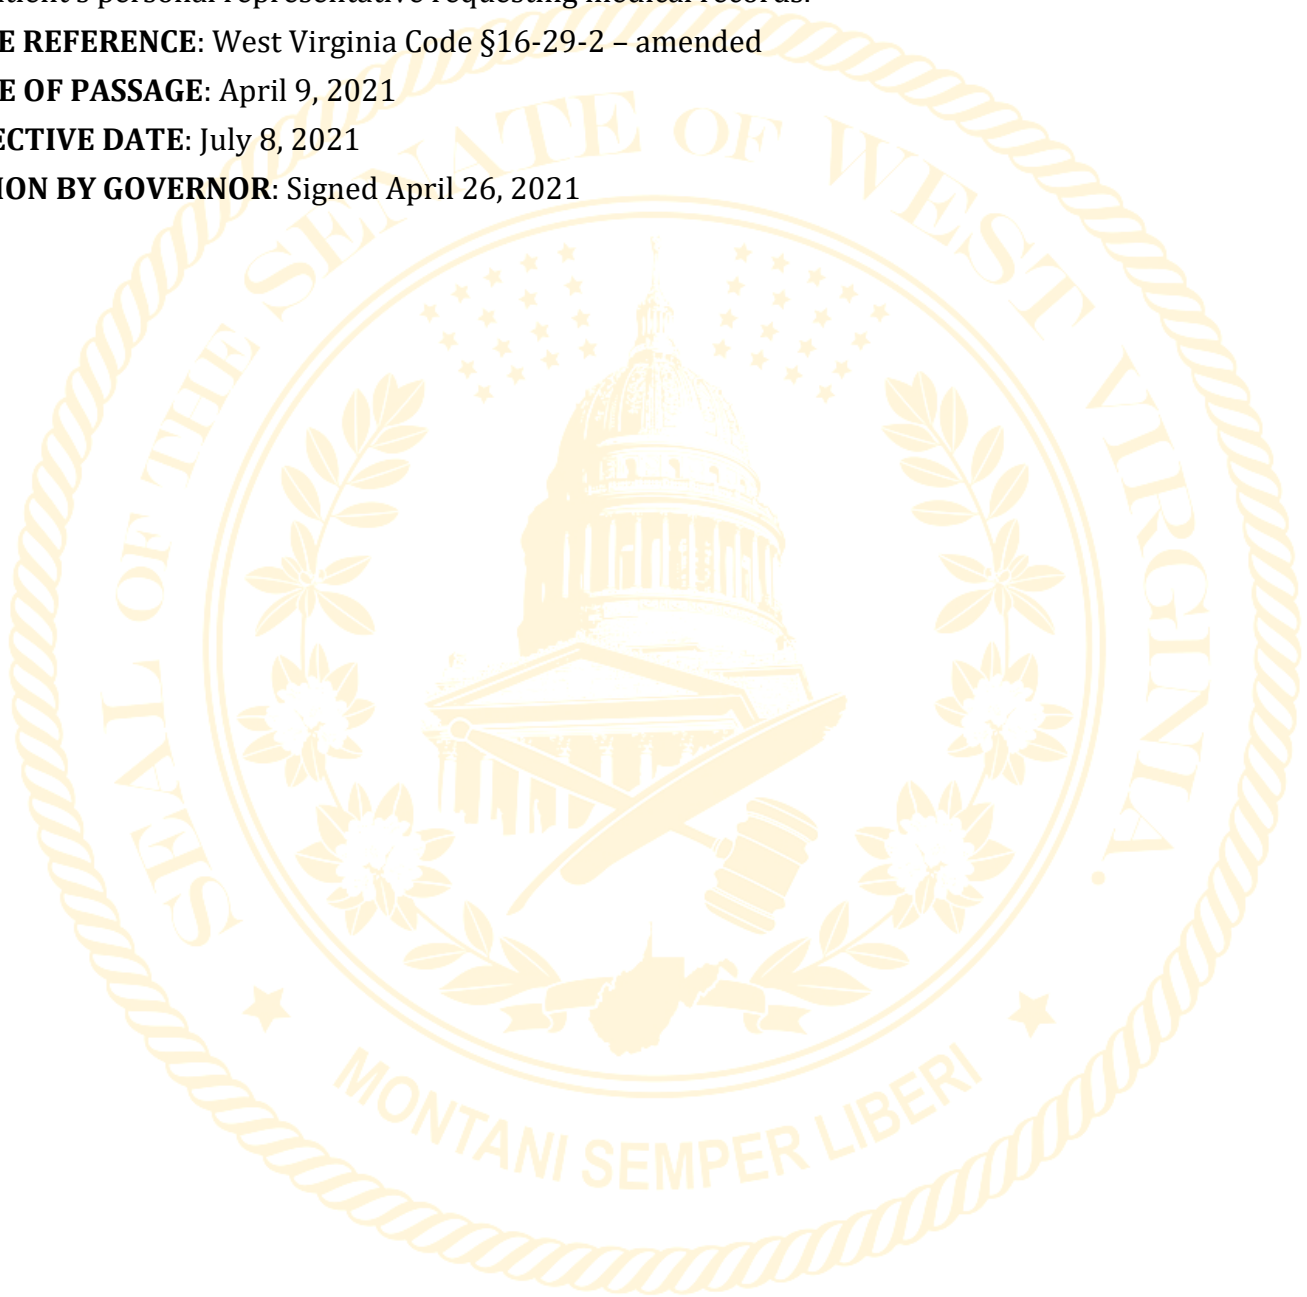 tient's personal representative requesting medical records.
E REFERENCE: West Virginia Code §16-29-2 – amended
E OF PASSAGE: April 9, 2021
ECTIVE DATE: July 8, 2021
ION BY GOVERNOR: Signed April 26, 2021
SEAL OF THE SENATE OF WEST VIRGINIA.
MONTANI SEMPER LIBERI